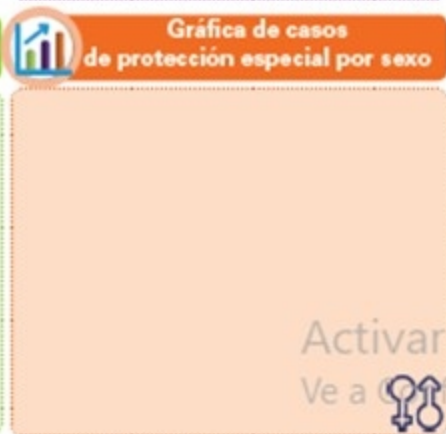 Gráfica de casos
de protección especial por sexo
Activar
Ve a